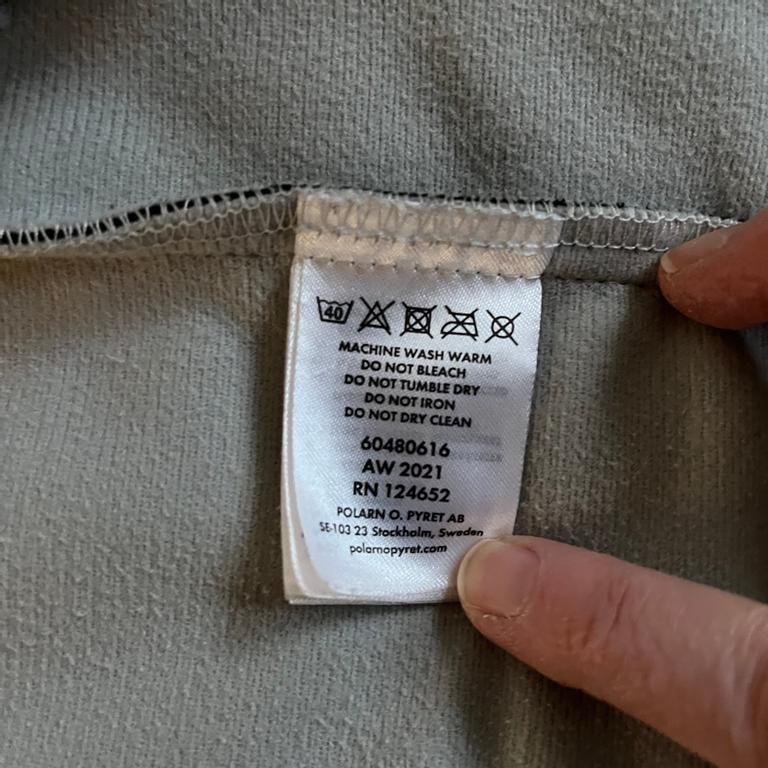 40
MACHINE WASH WARM
DO NOT BLEACH
DO NOT TUMBLE DRY
DO NOT IRON
DO NOT DRY CLEAN
60480616
AW 2021
RN 124652
POLARN O. PYRET AB
SE-103 23 Stockholm, Sweden
polarnopyret.com